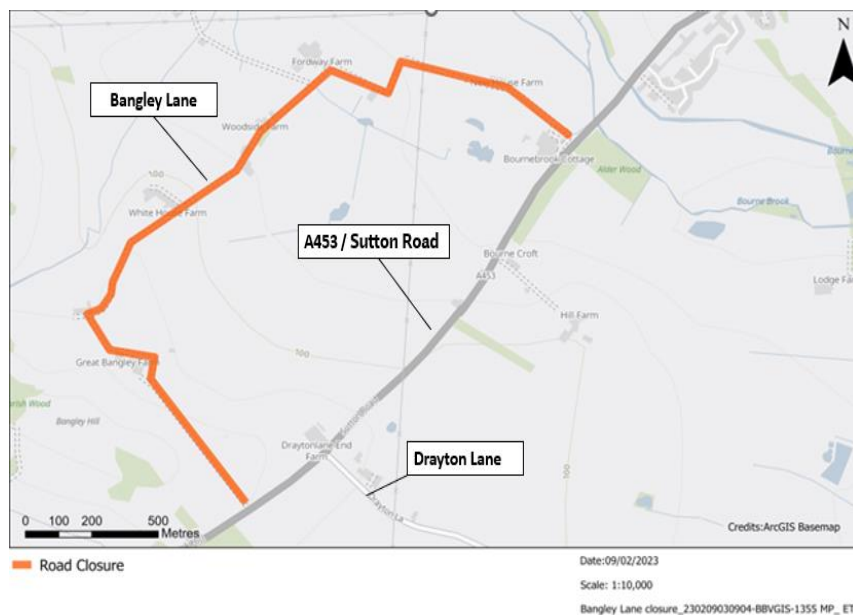 N
Fordway Farm
House Farm
Bangley Lane
Woodside Farm
Bournebrook Cottage
Alder Wood
100
White House Farm
Bourne Brook
A453 / Sutton Road
Bourne Croft
A453
Lodge
Hill Farm
100
Great Bangley
Wood
Bangley Hill
Draytonlane End
Farm
Drayton Lane
Drayton La
100
0 100 200 500
Metres
Credits:ArcGIS Basemap
Road Closure
Date:09/02/2023
Scale: 1:10,000
Bangley Lane closure_230209030904-BBVGIS-1355 MP_ ET